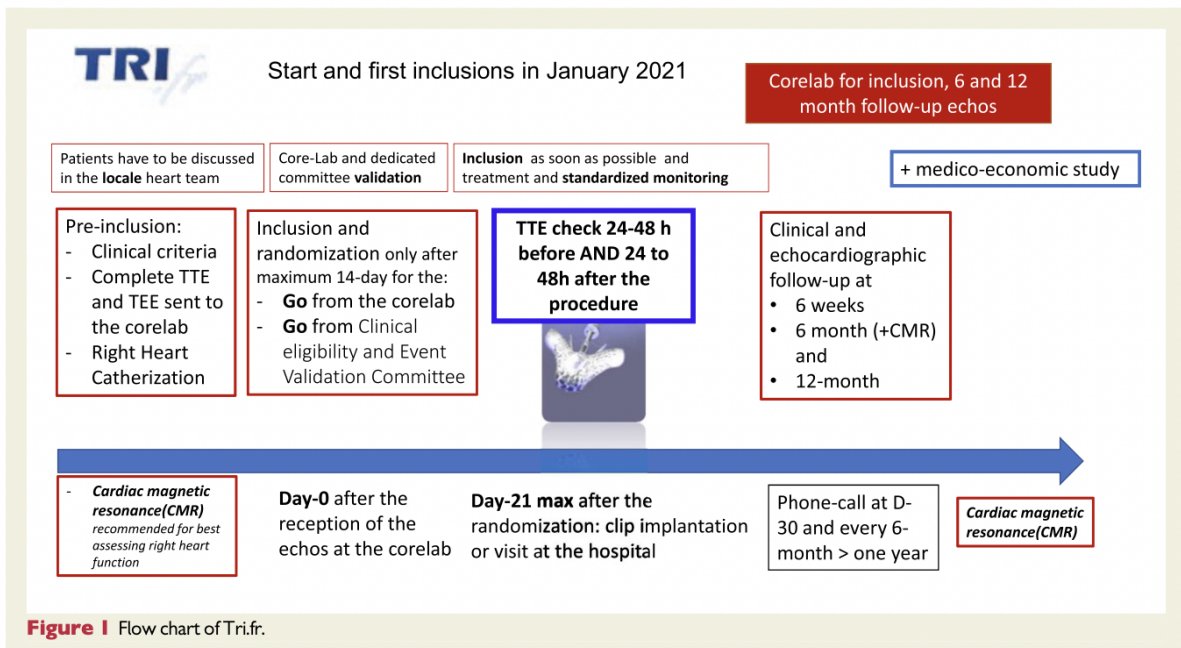 TRI fr
Start and first inclusions in January 2021
Corelab for inclusion, 6 and 12
month follow-up echos
Patients have to be discussed
in the locale heart team
Core-Lab and dedicated
committee validation
Inclusion as soon as possible and
treatment and standardized monitoring
+ medico-economic study
Pre-inclusion:
- Clinical criteria
- Complete TTE
and TEE sent to
the corelab
- Right Heart
Catherization
Inclusion and
randomization only after
maximum 14-day for the:
- Go from the corelab
- Go from Clinical
eligibility and Event
Validation Committee
TTE check 24-48 h
before AND 24 to
48h after the
procedure
Clinical and
echocardiographic
follow-up at
• 6 weeks
• 6 month (+CMR)
and
• 12-month
- Cardiac magnetic
resonance(CMR)
recommended for best
assessing right heart
function
Day-0 after the
reception of the
echos at the corelab
Day-21 max after the
randomization: clip implantation
or visit at the hospital
Phone-call at D-
30 and every 6-
month > one year
Cardiac magnetic
resonance(CMR)
Figure 1 Flow chart of Tri.fr.